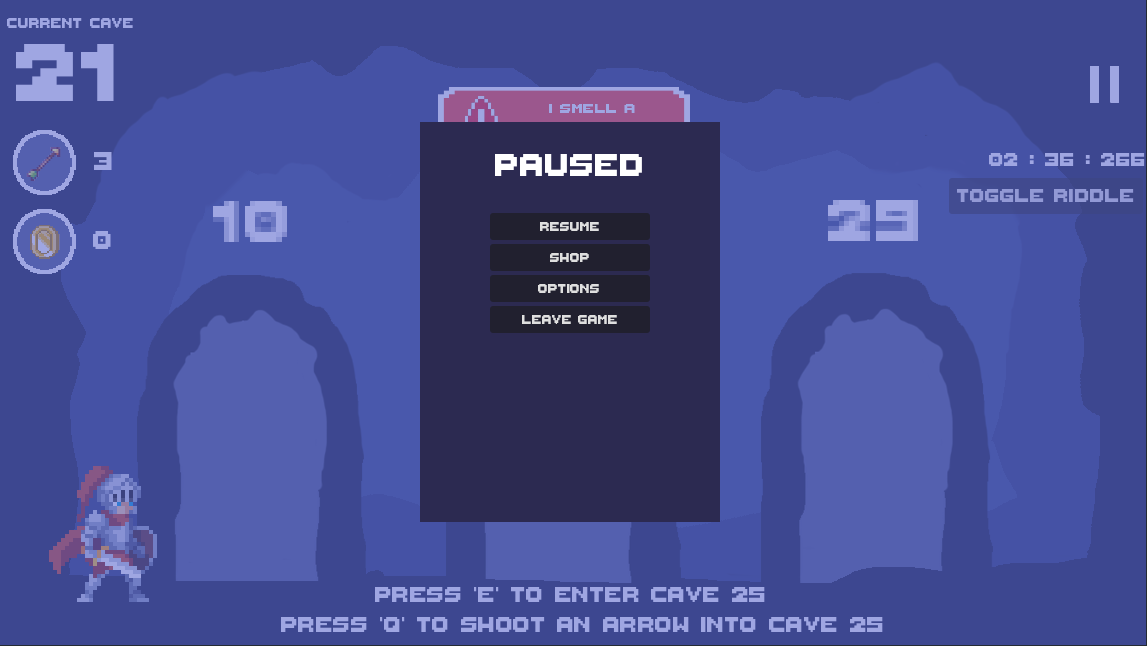 CURRENT CAVE
21
3
0
I SMELL A
02 : 36 : 266
TOGGLE RIDDLE
10
29
PAUSED
RESUME
SHOP
OPTIONS
LEAVE GAME
PRESS 'E' TO ENTER CAVE 25
PRESS 'Q' TO SHOOT AN ARROW INTO CAVE 25